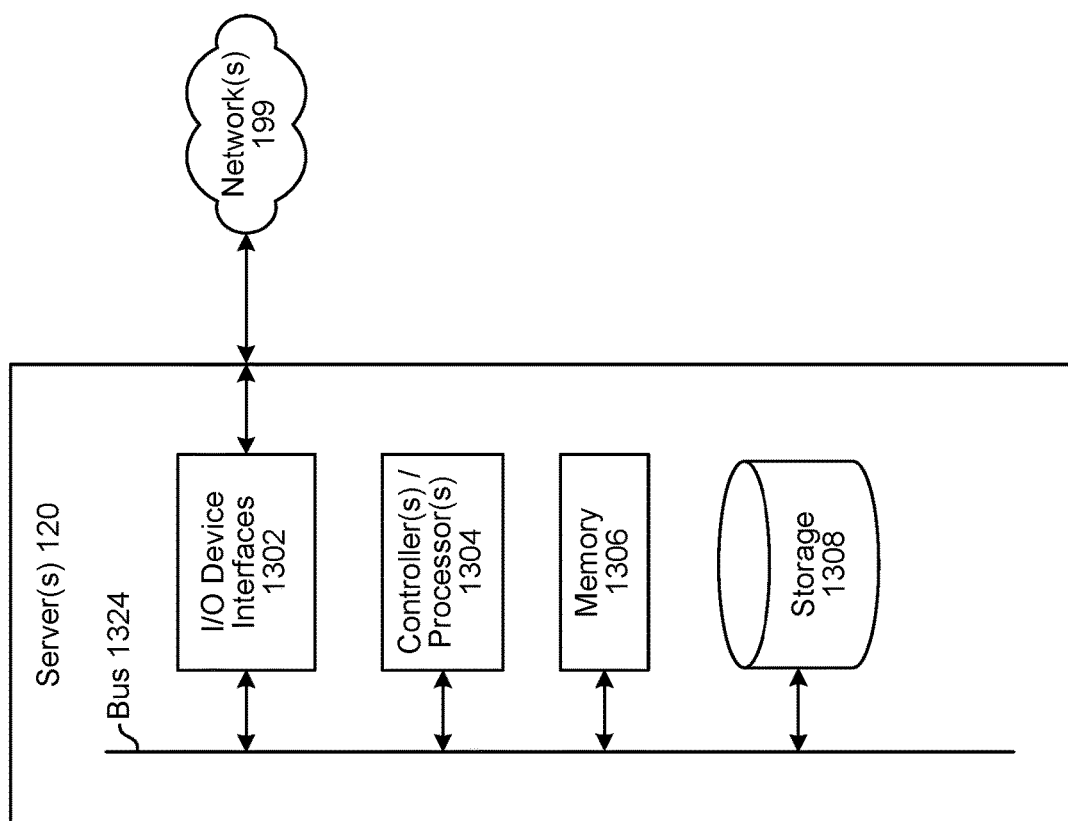 Server(s) 120
Bus 1324
I/O Device
Interfaces
1302
Controller(s) /
Processor(s)
1304
Memory
1306
Storage
1308
Network(s)
199